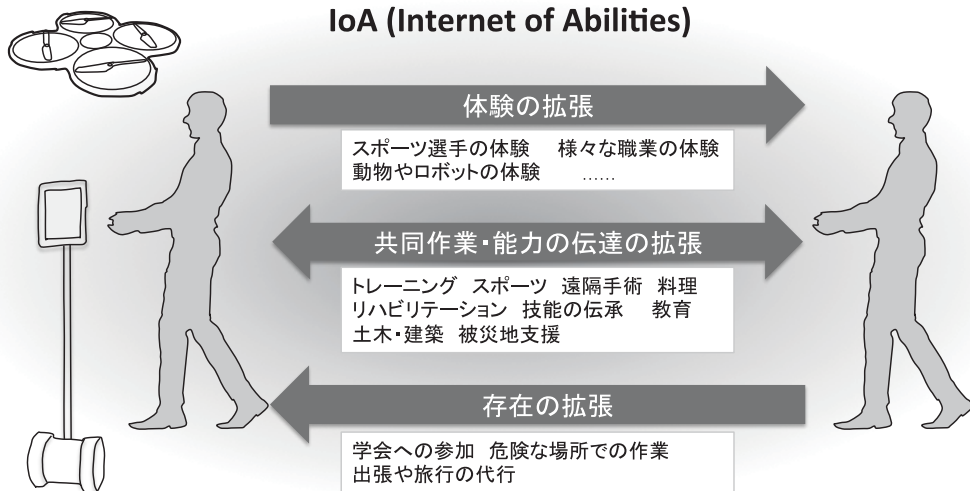 IoA (Internet of Abilities)
体験の拡張
スポーツ選手の体験　様々な職業の体験
動物やロボットの体験　……
共同作業・能力の伝達の拡張
トレーニング　スポーツ　遠隔手術　料理
リハビリテーション　技能の伝承　教育
土木・建築　被災地支援
存在の拡張
学会への参加　危険な場所での作業
出張や旅行の代行